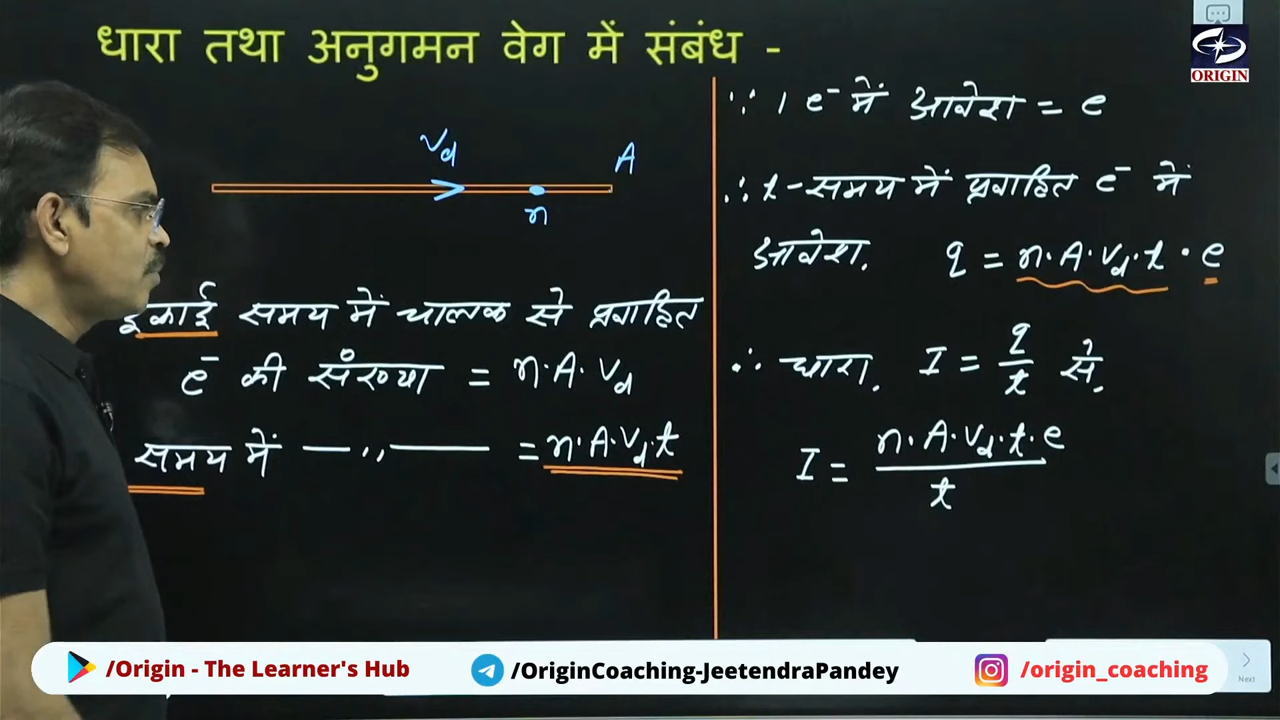 धारा तथा अनुगमन वेग में संबंध -
ORIGIN
Vd
A
n
इकाई समय में चालक से प्रवाहित
e⁻ की संख्या = n·A·Vd
समय में —〃— = n·A·Vd·t
∵ 1 e⁻ में आवेश = e
∴ t-समय में प्रवाहित e⁻ में
आवेश, q = n·A·Vd·t·e
∴ धारा, I = q/t से,
I = n·A·Vd·t·e/t
/Origin - The Learner's Hub
/OriginCoaching-JeetendraPandey
/origin_coaching
Next